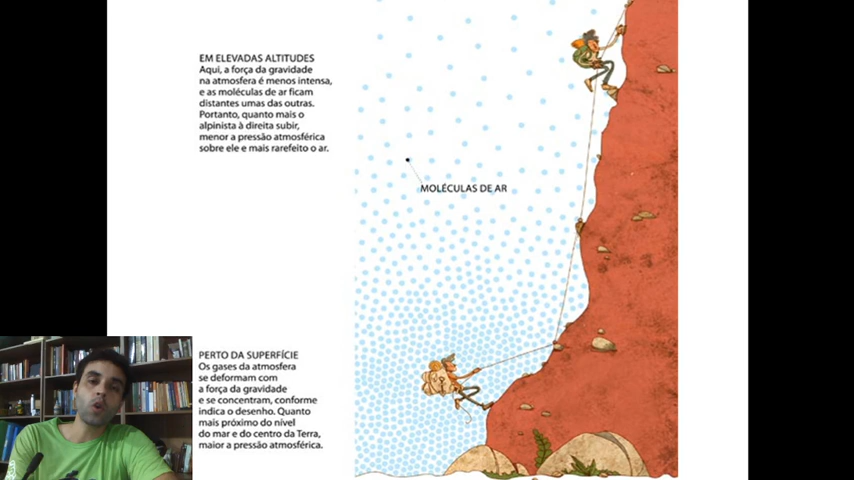 EM ELEVADAS ALTITUDES
Aqui, a força da gravidade
na atmosfera é menos intensa,
e as moléculas de ar ficam
distantes umas das outras.
Portanto, quanto mais o
alpinista à direita subir,
menor a pressão atmosférica
sobre ele e mais rarefeito o ar.
MOLÉCULAS DE AR
PERTO DA SUPERFÍCIE
Os gases da atmosfera
se deformam com
a força da gravidade
e se concentram, conforme
indica o desenho. Quanto
mais próximo do nível
do mar e do centro da Terra,
maior a pressão atmosférica.